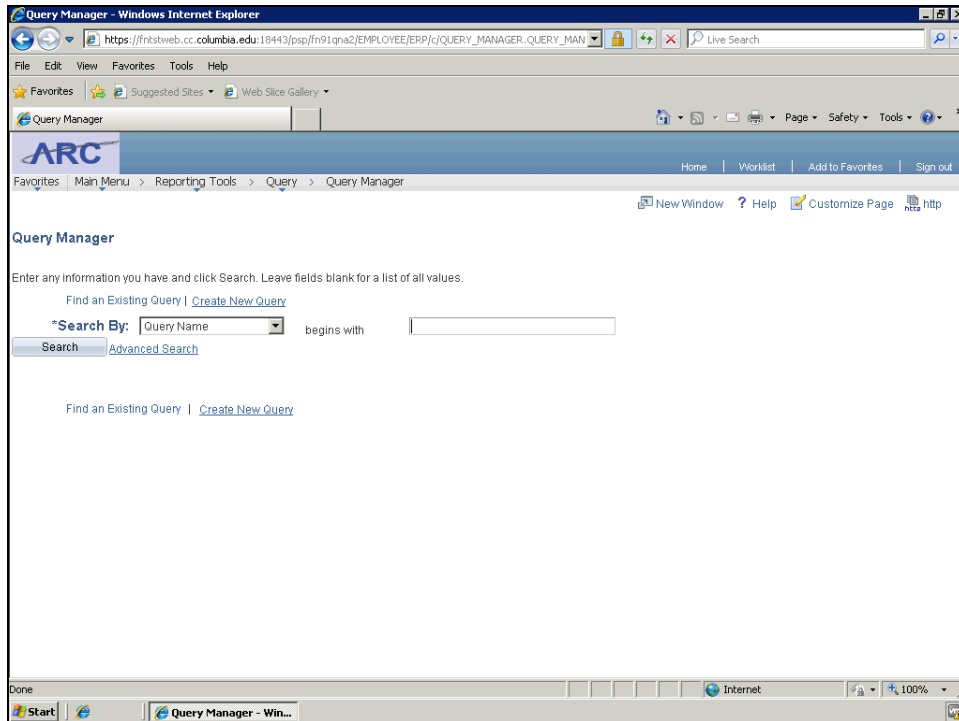 Query Manager - Windows Internet Explorer
https://fntstweb.cc.columbia.edu:18443/psp/fn91qna2/EMPLOYEE/ERP/c/QUERY_MANAGER.QUERY_MAN
Live Search
File Edit View Favorites Tools Help
Favorites Suggested Sites Web Slice Gallery
Query Manager
Page Safety Tools
ARC
Home | Worklist | Add to Favorites | Sign out
Favorites Main Menu > Reporting Tools > Query > Query Manager
New Window ? Help Customize Page http
Query Manager
Enter any information you have and click Search. Leave fields blank for a list of all values.
Find an Existing Query | Create New Query
*Search By: Query Name begins with
Search Advanced Search
Find an Existing Query | Create New Query
Done Internet 100%
Start Query Manager - Win...